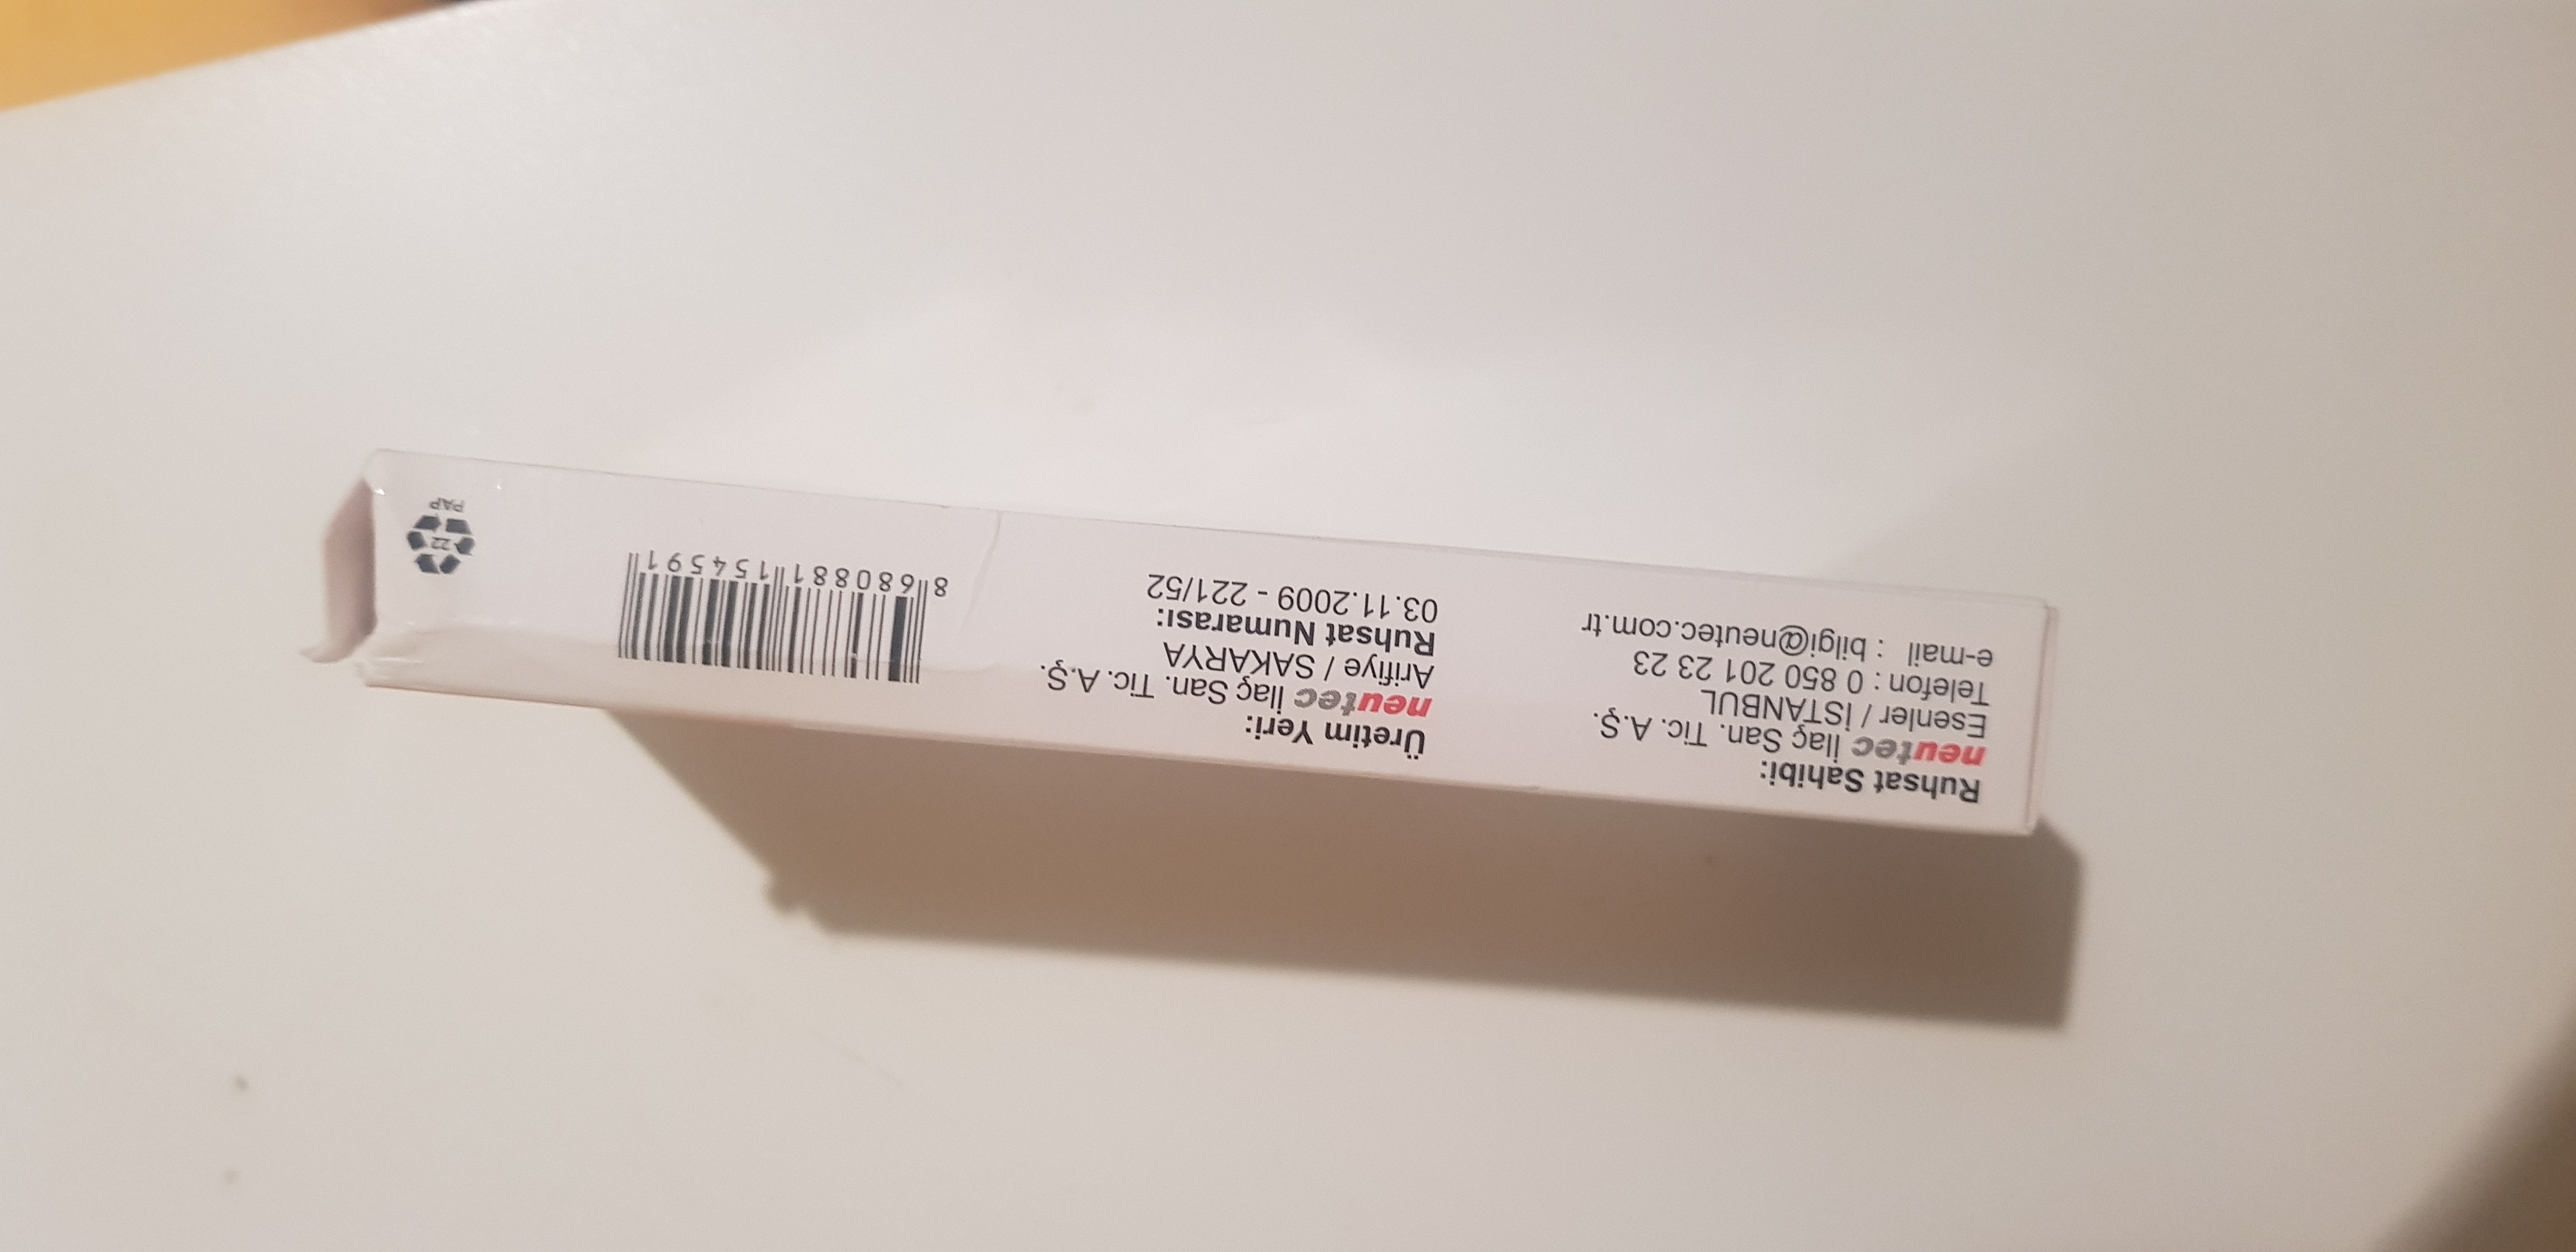 Ruhsat Sahibi:
neutec İlaç San. Tic. A.Ş.
Esenler / İSTANBUL
Telefon : 0 850 201 23 23
e-mail : bilgi@neutec.com.tr
Üretim Yeri:
neutec İlaç San. Tic. A.Ş.
Arifiye / SAKARYA
Ruhsat Numarası:
03.11.2009 - 221/52
8 680881 154591
22
PAP